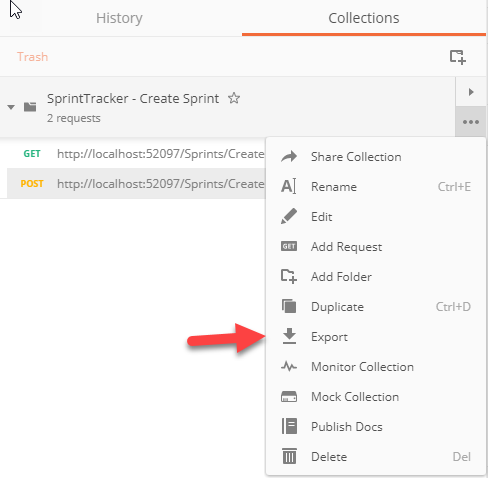 History Collections
Trash
SprintTracker - Create Sprint
2 requests
GET http://localhost:52097/Sprints/Create
POST http://localhost:52097/Sprints/Create
Share Collection
Rename Ctrl+E
Edit
GET Add Request
Add Folder
Duplicate Ctrl+D
Export
Monitor Collection
Mock Collection
Publish Docs
Delete Del